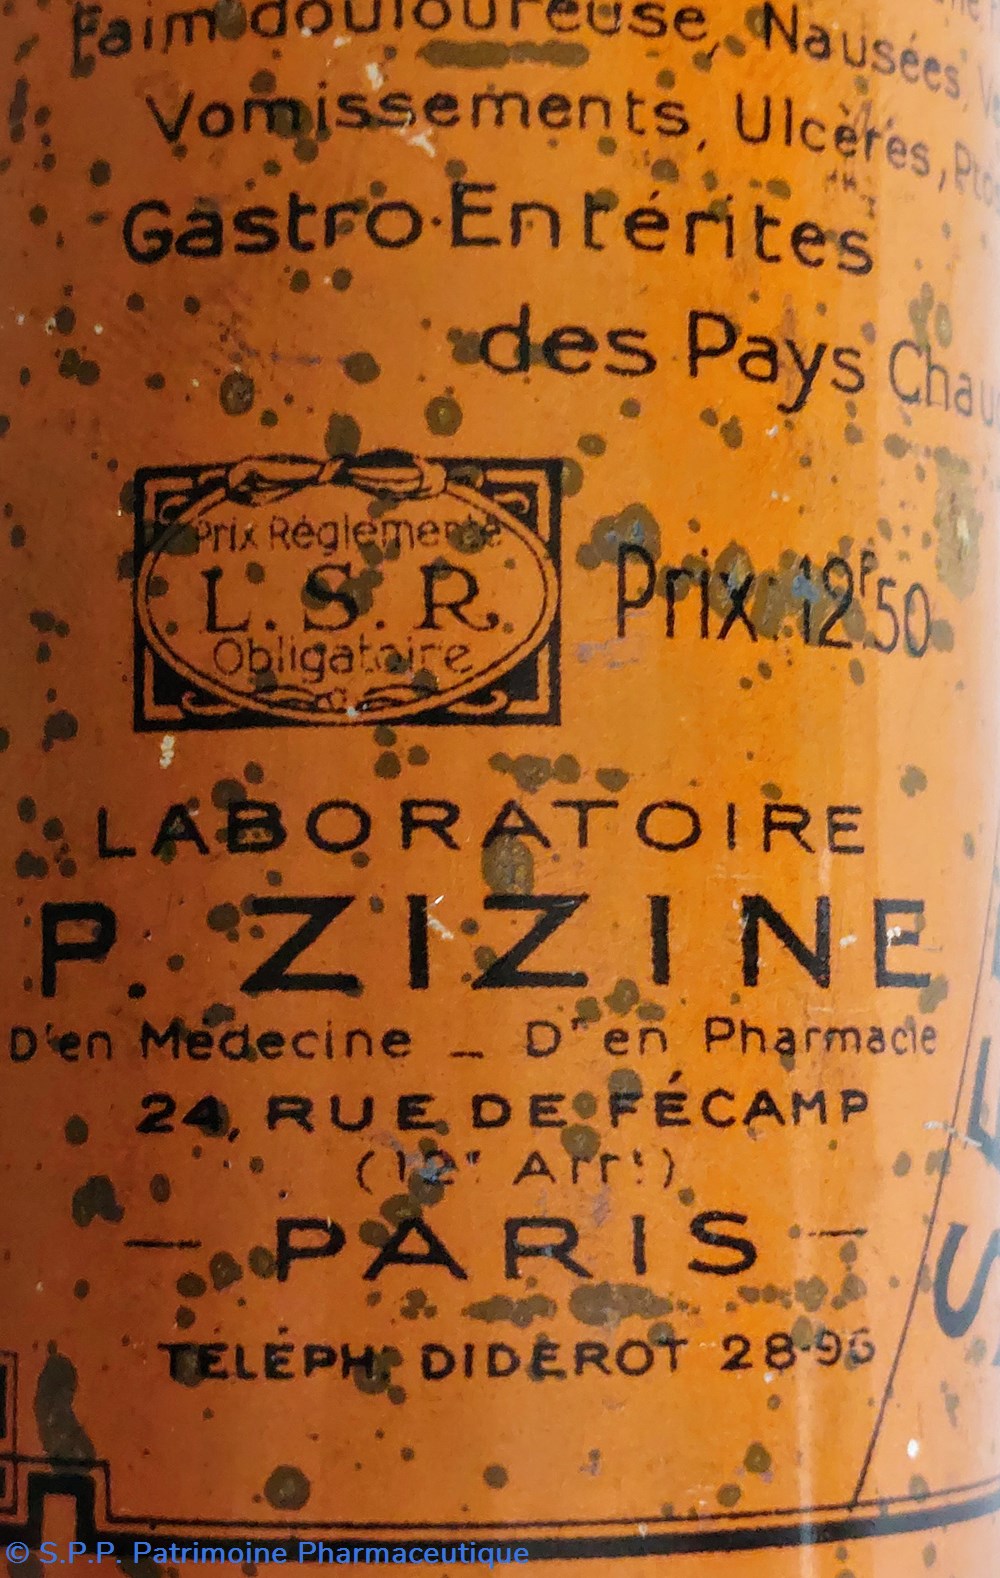 Faim douloureuse, Nausées,
Vomissements, Ulcères,
Gastro-Entérites
des Pays
Prix Réglementé
L. S. R.
Obligatoire
Prix: 12F50
LABORATOIRE
P. ZIZINE
Dr en Médecine _ Dr en Pharmacie
24, RUE DE FÉCAMP
(12e Arrt)
— PARIS —
TÉLÉPH: DIDEROT 28-96
© S.P.P. Patrimoine Pharmaceutique